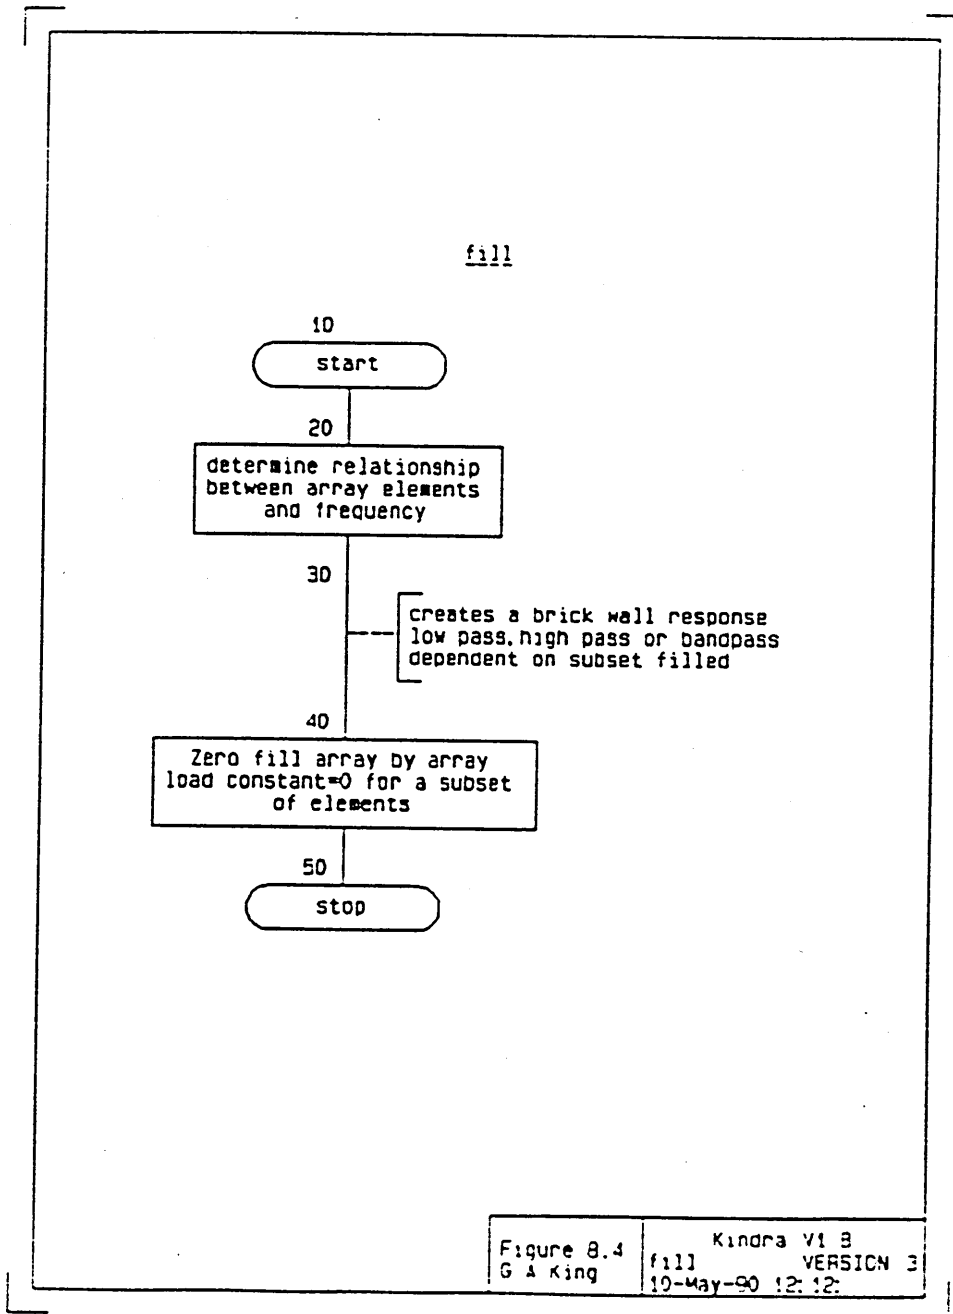 fill
10
start
20
determine relationship
between array elements
and frequency
30
creates a brick wall response
low pass,high pass or bandpass
dependent on subset filled
40
Zero fill array by array
load constant=0 for a subset
of elements
50
stop
Figure 8.4
G A King
Kindra V1 B
fill VERSION 3
10-May-90 12:12: